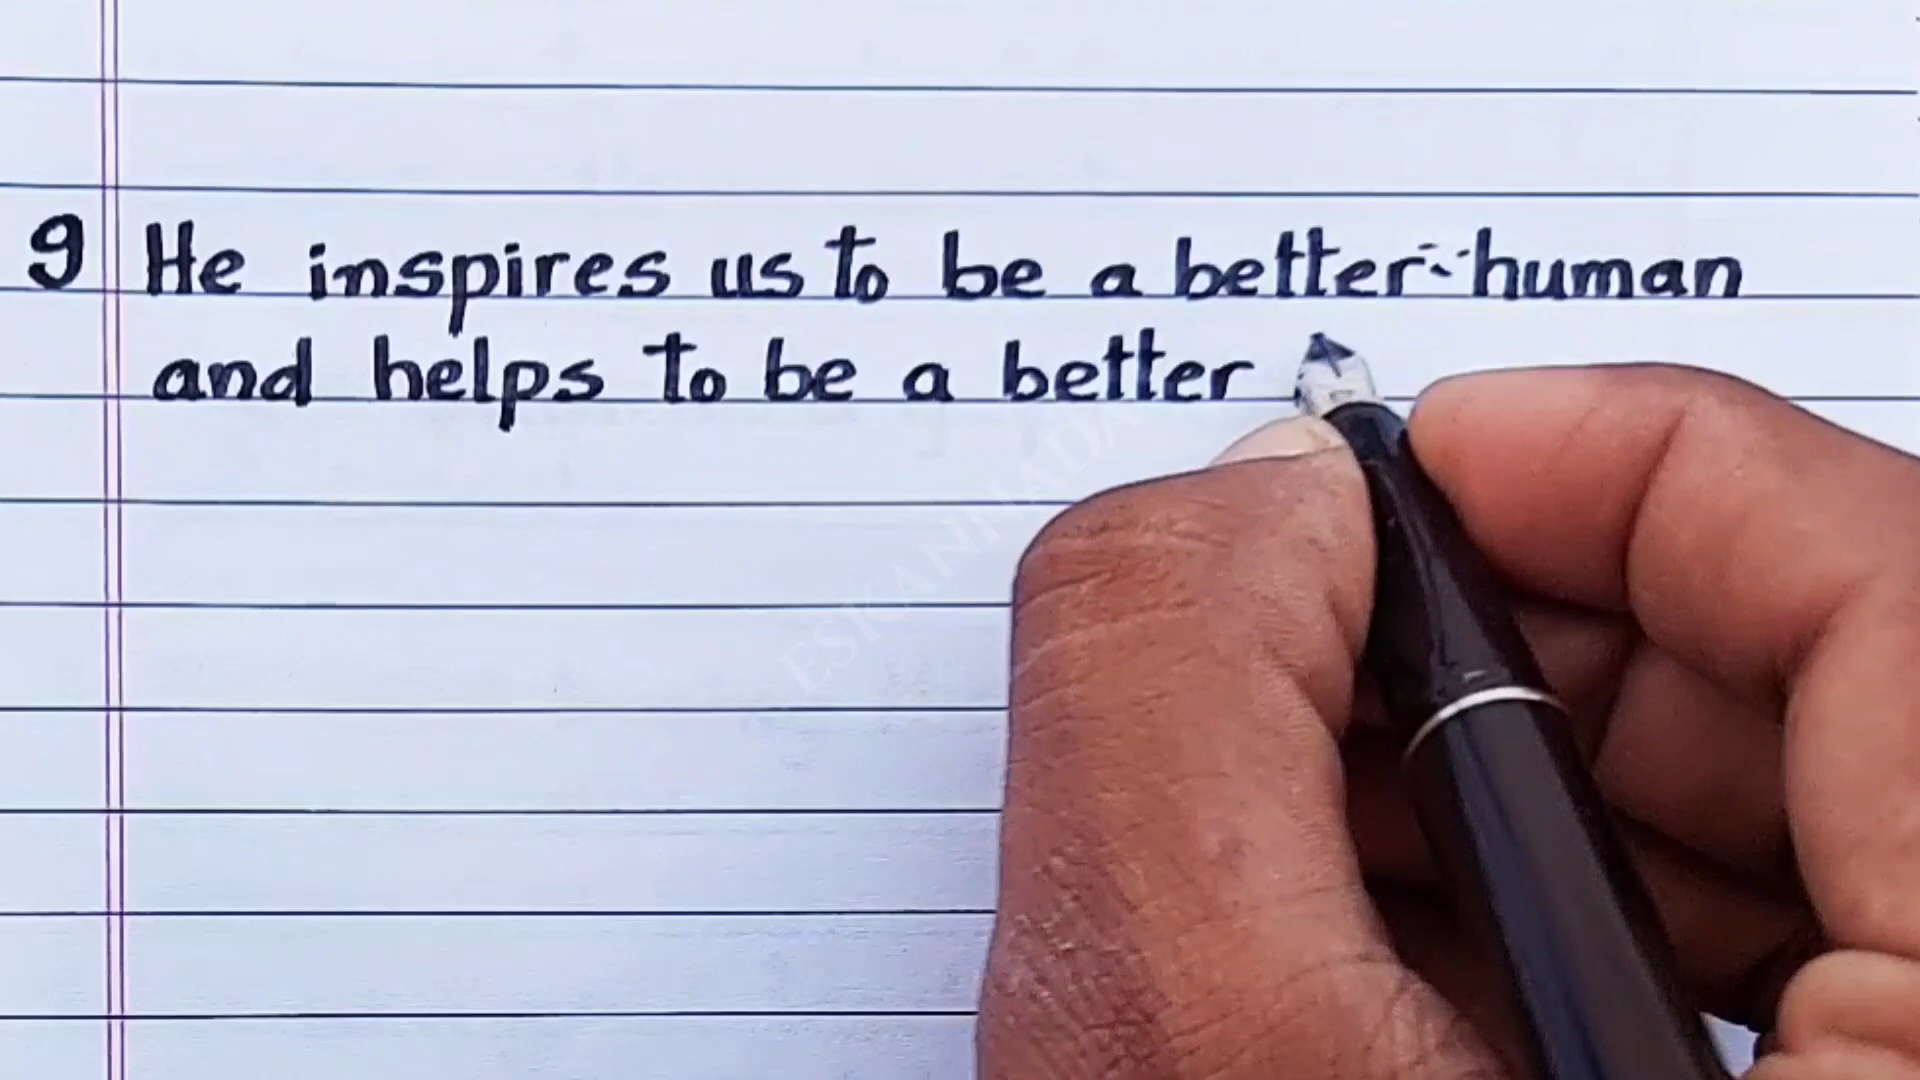 9 He inspires us to be a better human
and helps to be a better